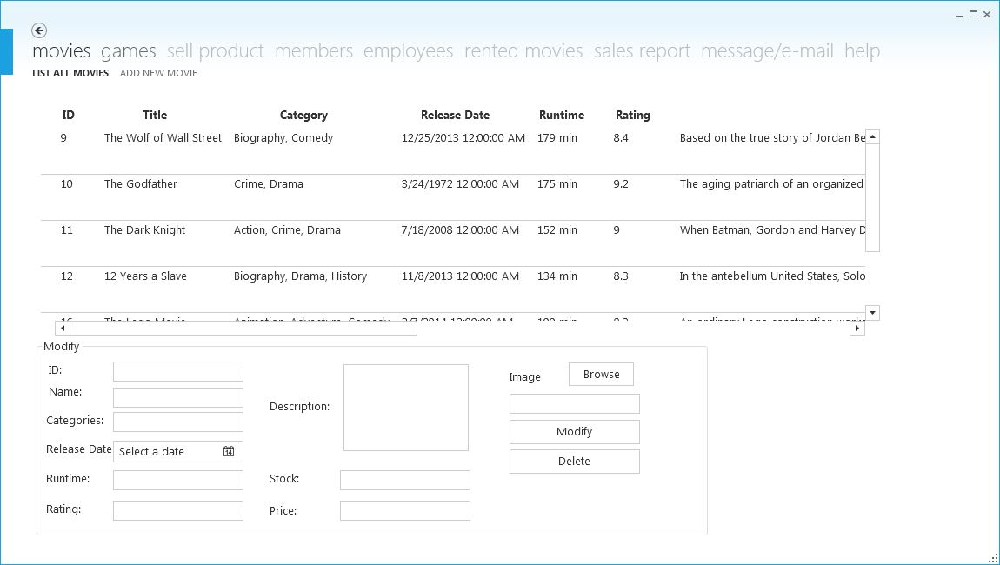 movies games sell product members employees rented movies sales report message/e-mail help
LIST ALL MOVIES ADD NEW MOVIE
ID Title Category Release Date Runtime Rating
9 The Wolf of Wall Street Biography, Comedy 12/25/2013 12:00:00 AM 179 min 8.4 Based on the true story of Jordan Be
10 The Godfather Crime, Drama 3/24/1972 12:00:00 AM 175 min 9.2 The aging patriarch of an organized
11 The Dark Knight Action, Crime, Drama 7/18/2008 12:00:00 AM 152 min 9 When Batman, Gordon and Harvey D
12 12 Years a Slave Biography, Drama, History 11/8/2013 12:00:00 AM 134 min 8.3 In the antebellum United States, Solo
The Lego Movie Animation, Adventure, Comedy
Modify
ID:
Name:
Categories:
Release Date Select a date 14
Runtime:
Rating:
Description:
Stock:
Price:
Image Browse
Modify
Delete